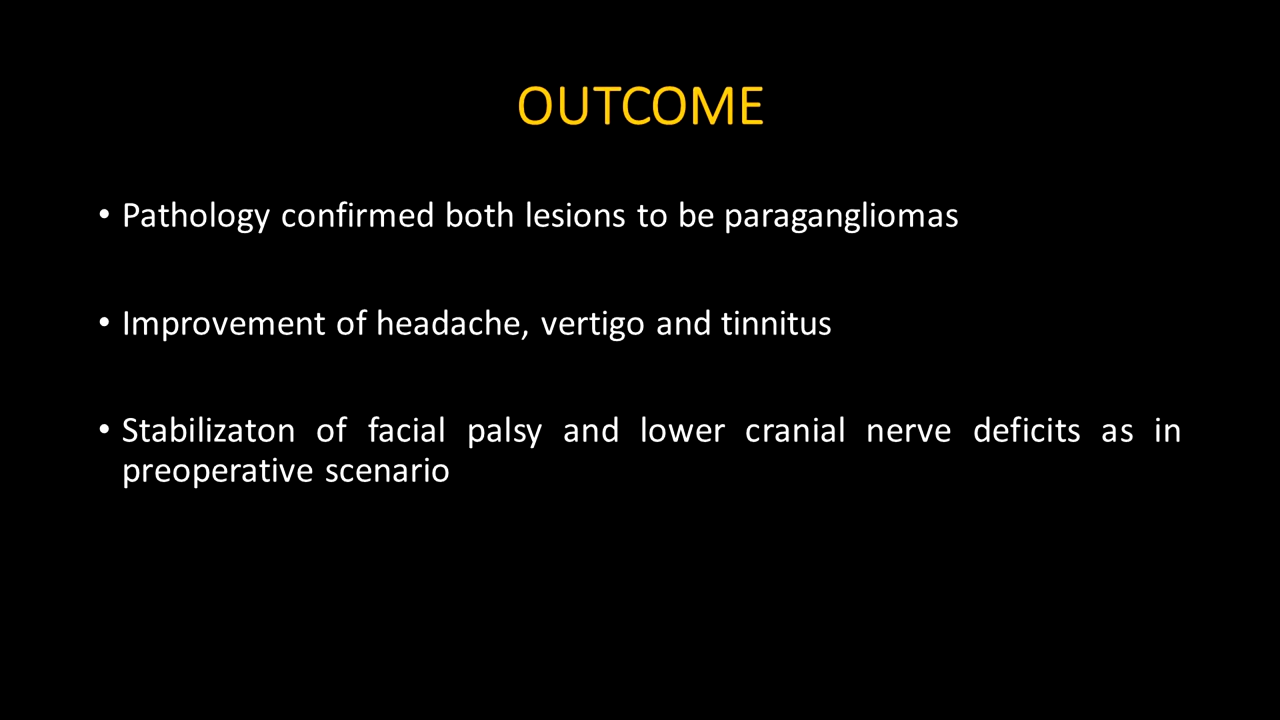 OUTCOME
• Pathology confirmed both lesions to be paragangliomas
• Improvement of headache, vertigo and tinnitus
• Stabilizaton of facial palsy and lower cranial nerve deficits as in
preoperative scenario